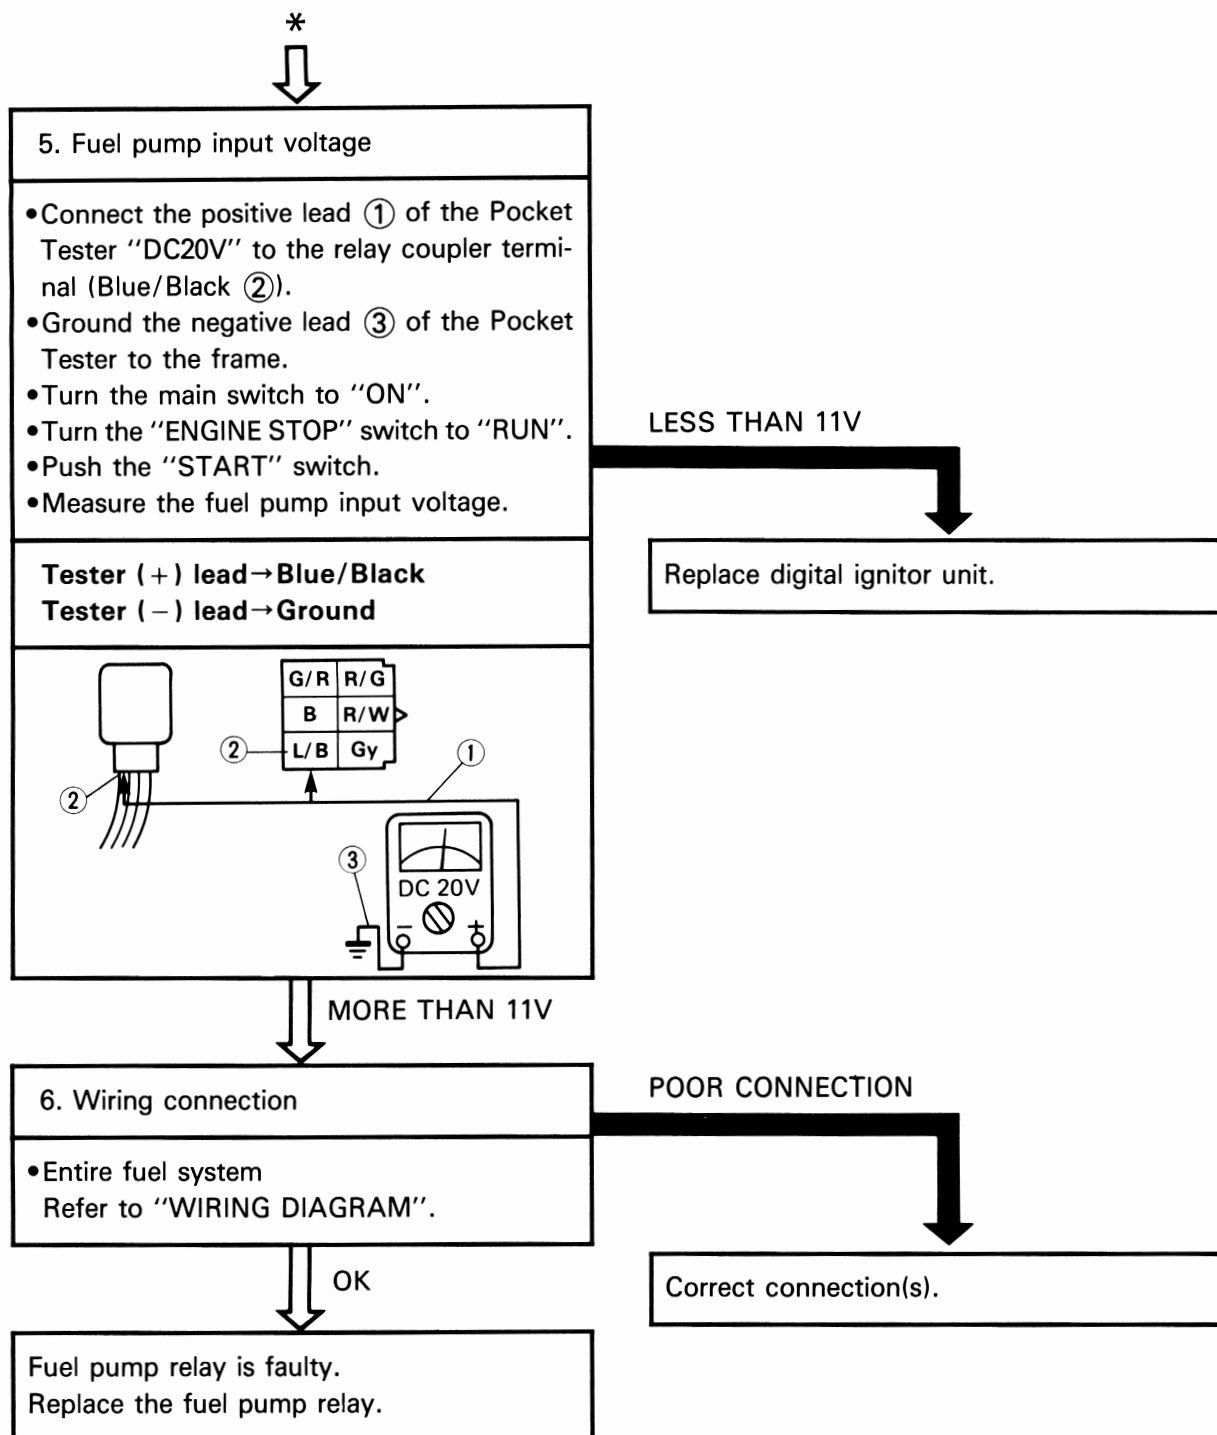 *
5. Fuel pump input voltage
•Connect the positive lead ① of the Pocket
Tester "DC20V" to the relay coupler termi-
nal (Blue/Black ②).
•Ground the negative lead ③ of the Pocket
Tester to the frame.
•Turn the main switch to "ON".
•Turn the "ENGINE STOP" switch to "RUN".
•Push the "START" switch.
•Measure the fuel pump input voltage.
LESS THAN 11V
Replace digital ignitor unit.
Tester (+) lead→Blue/Black
Tester (−) lead→Ground
G/R R/G
B R/W
② L/B Gy
①
②
③
DC 20V
− +
MORE THAN 11V
6. Wiring connection
•Entire fuel system
Refer to "WIRING DIAGRAM".
POOR CONNECTION
Correct connection(s).
OK
Fuel pump relay is faulty.
Replace the fuel pump relay.